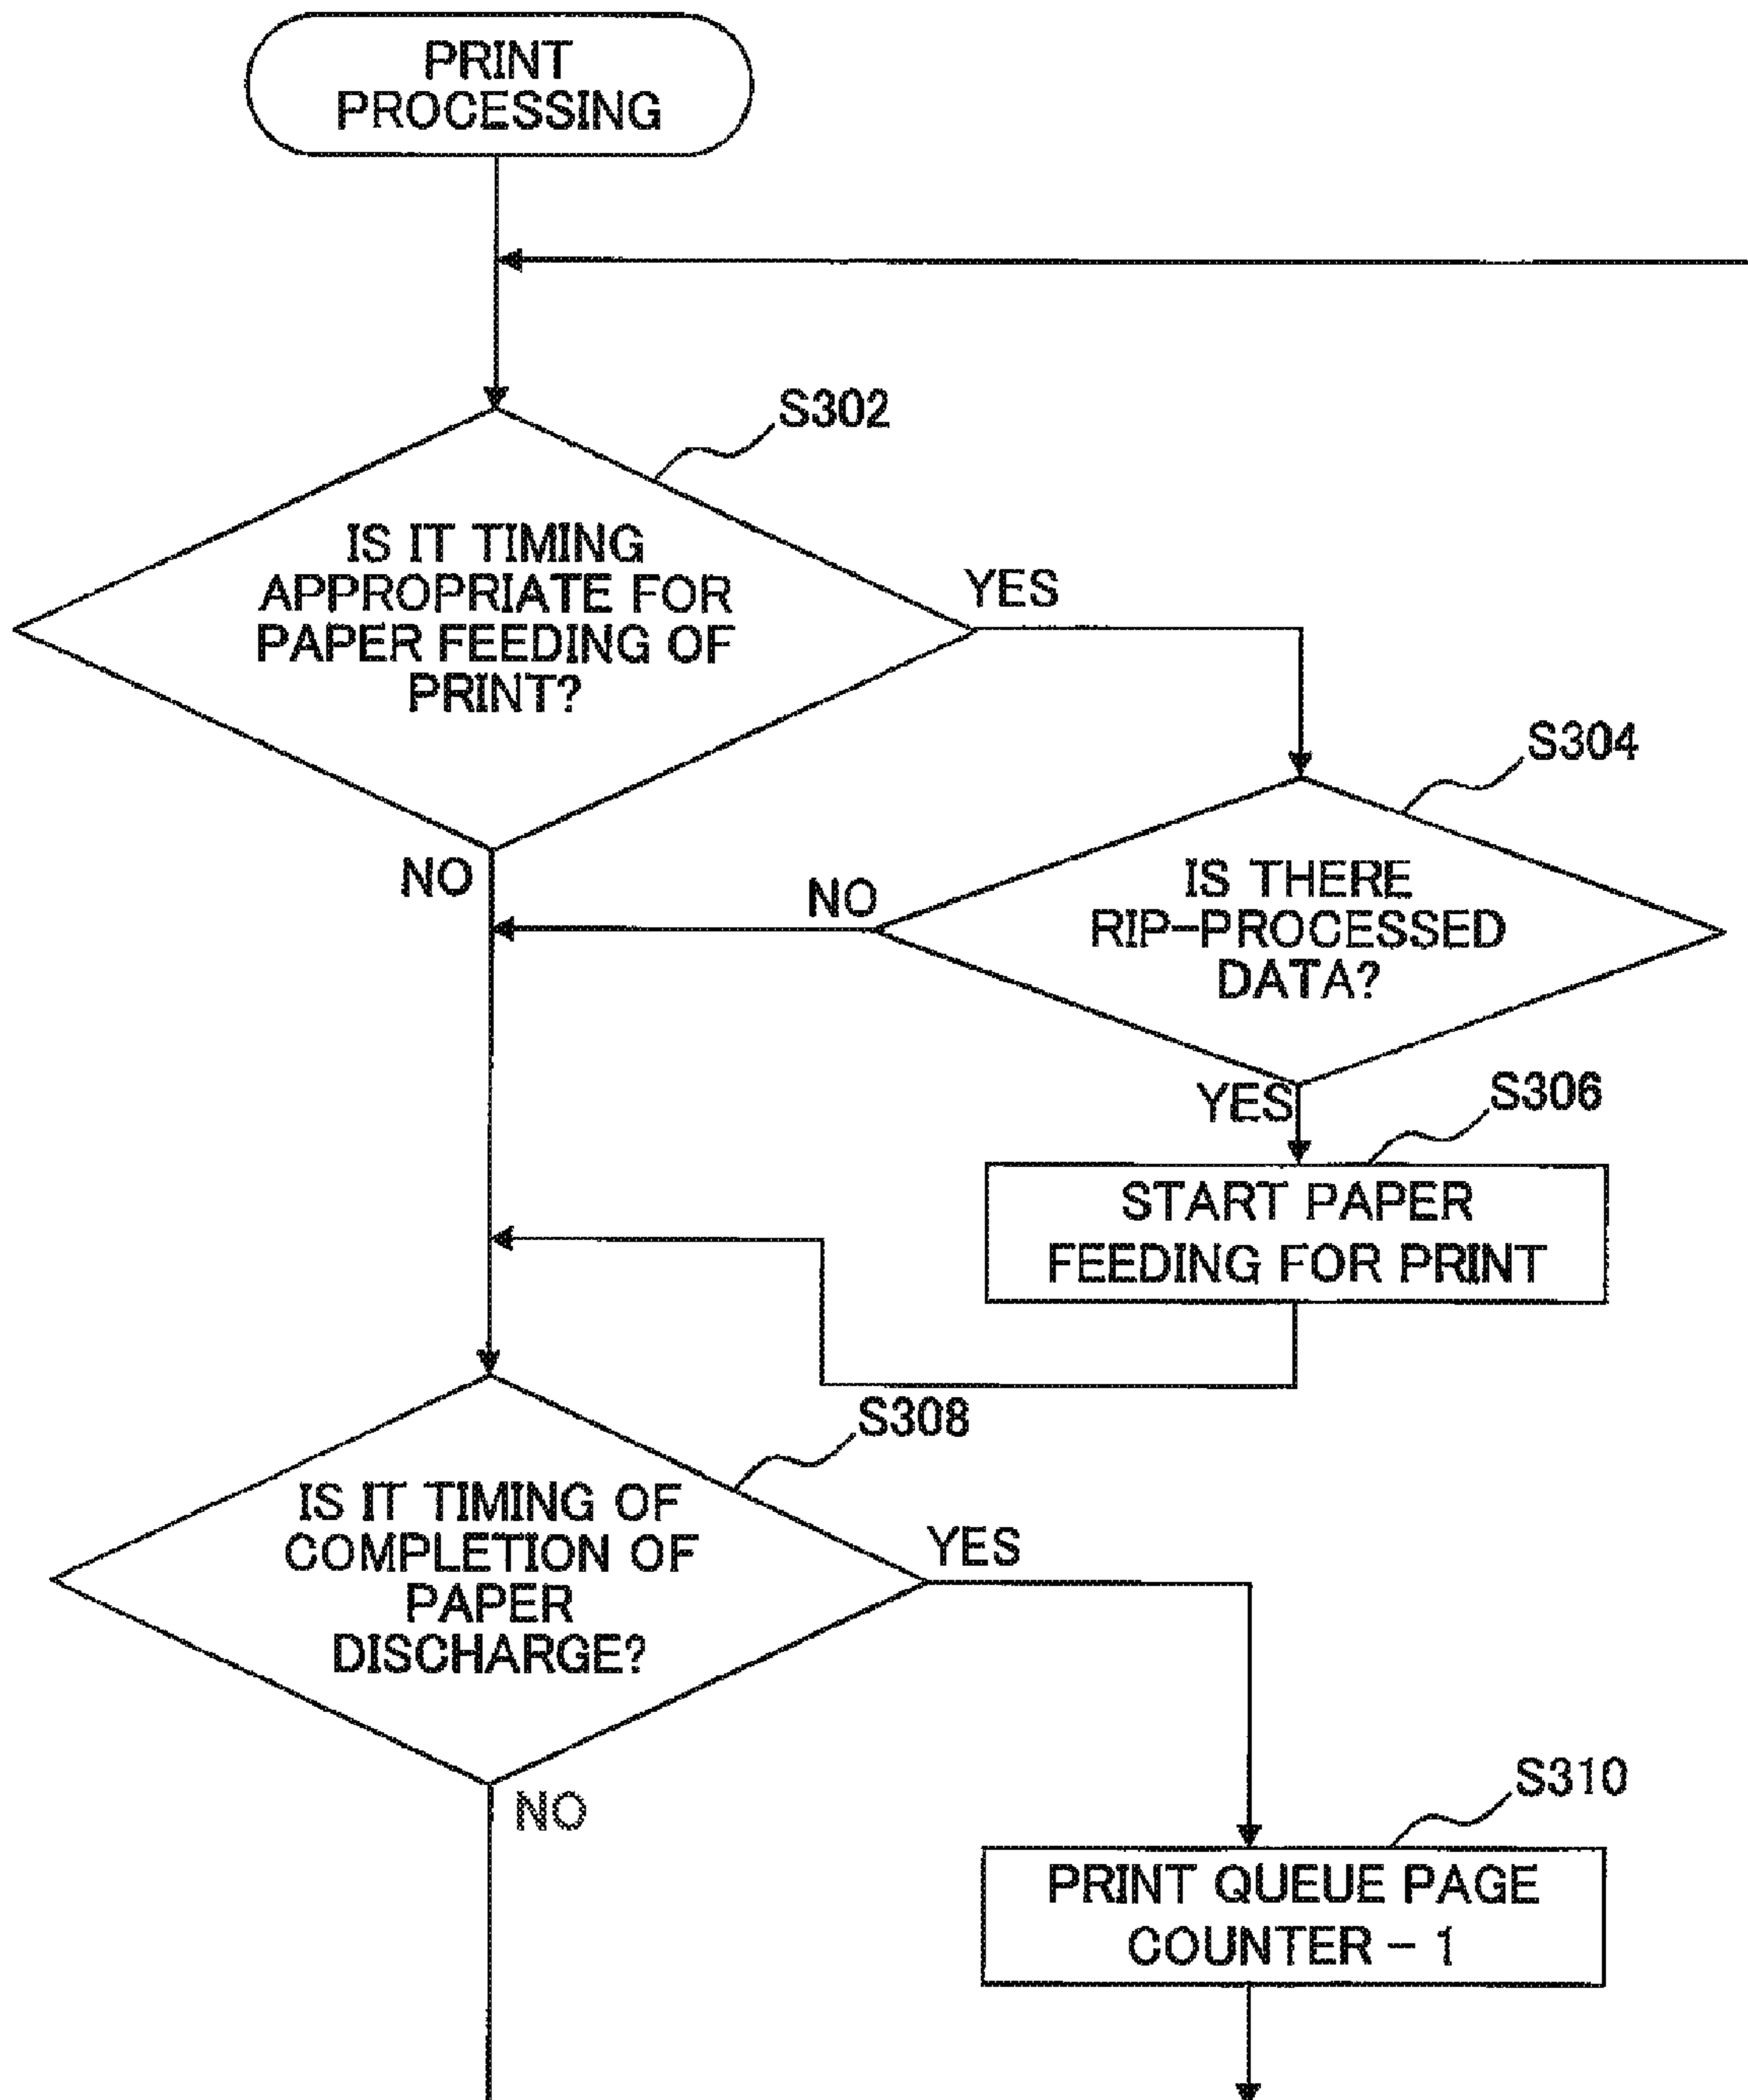 PRINT
PROCESSING
S302
IS IT TIMING
APPROPRIATE FOR
PAPER FEEDING OF
PRINT?
YES
NO
S304
IS THERE
RIP-PROCESSED
DATA?
NO
YES
S306
START PAPER
FEEDING FOR PRINT
S308
IS IT TIMING OF
COMPLETION OF
PAPER
DISCHARGE?
YES
NO
S310
PRINT QUEUE PAGE
COUNTER – 1